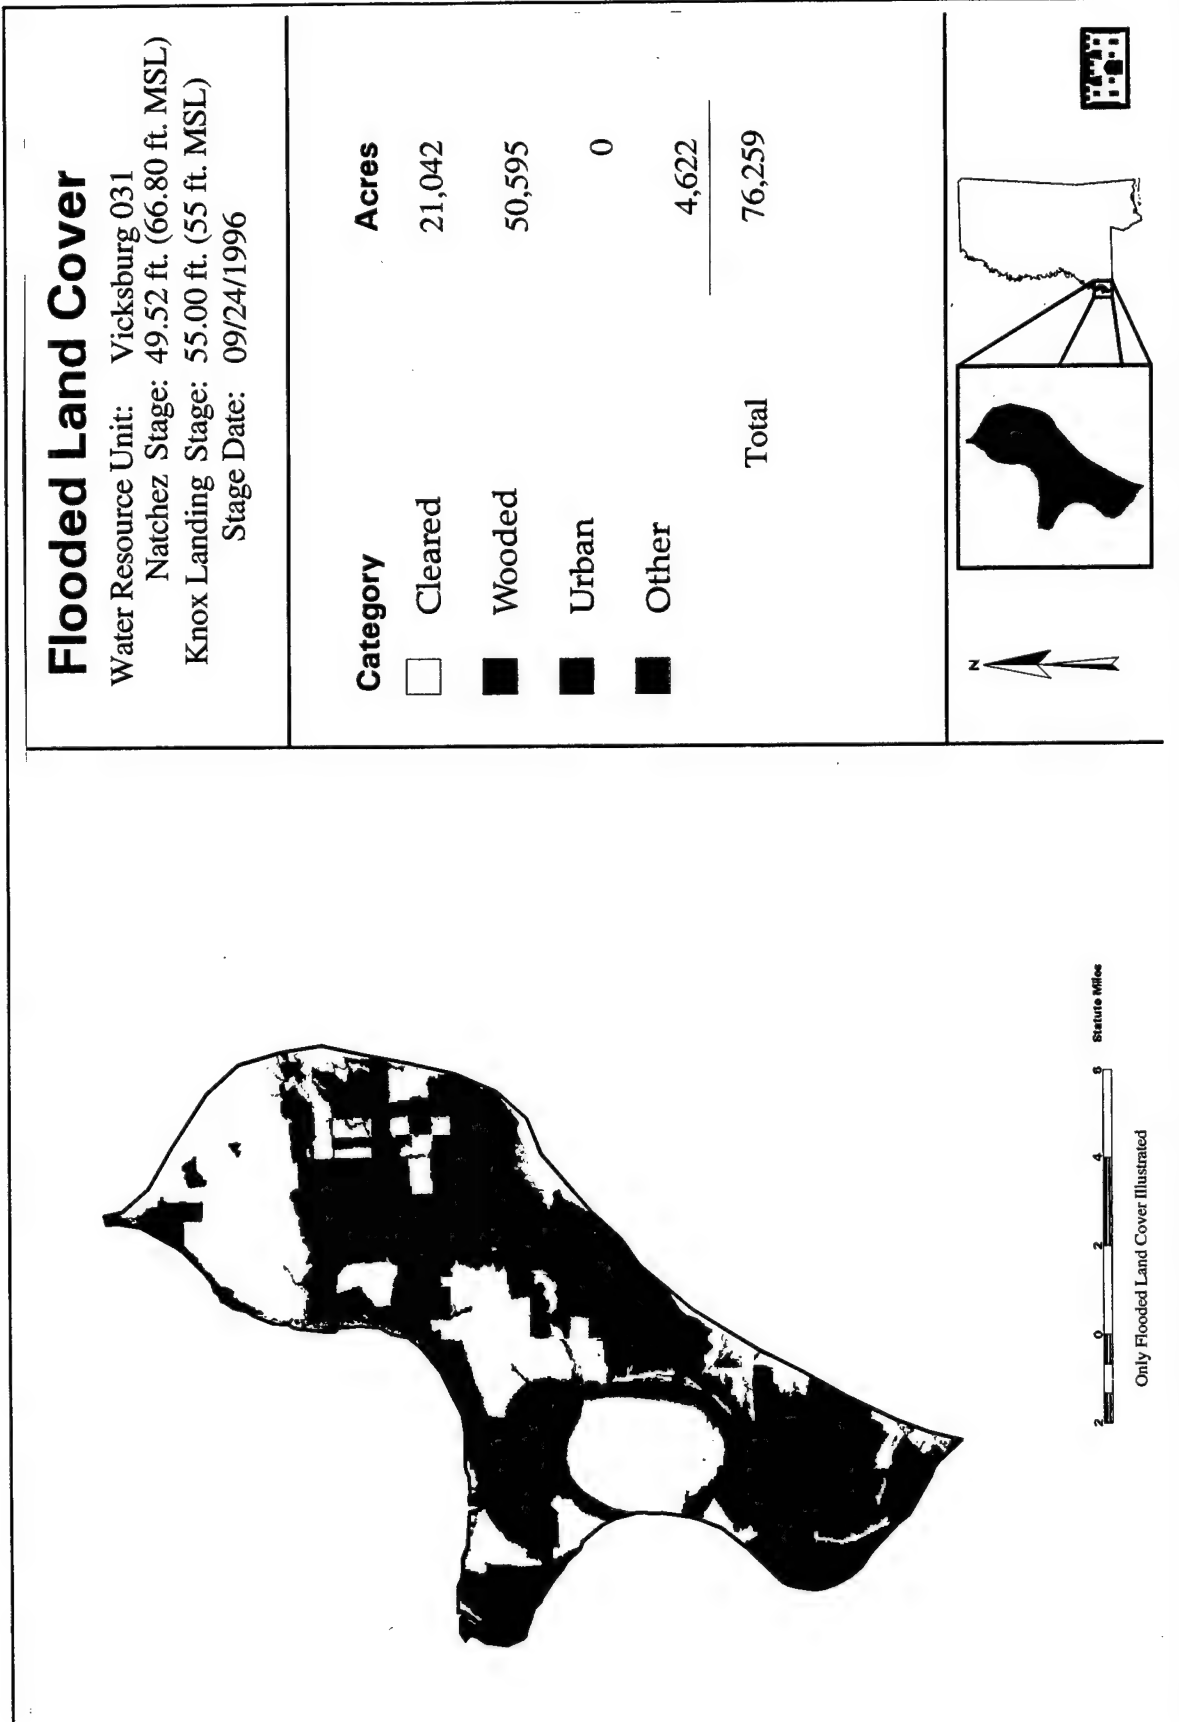 Flooded Land Cover
Water Resource Unit: Vicksburg 031
Natchez Stage: 49.52 ft. (66.80 ft. MSL)
Knox Landing Stage: 55.00 ft. (55 ft. MSL)
Stage Date: 09/24/1996
Category Acres
Cleared 21,042
Wooded 50,595
Urban 0
Other 4,622
Total 76,259
N
2 0 2 4 6 Statute Miles
Only Flooded Land Cover Illustrated